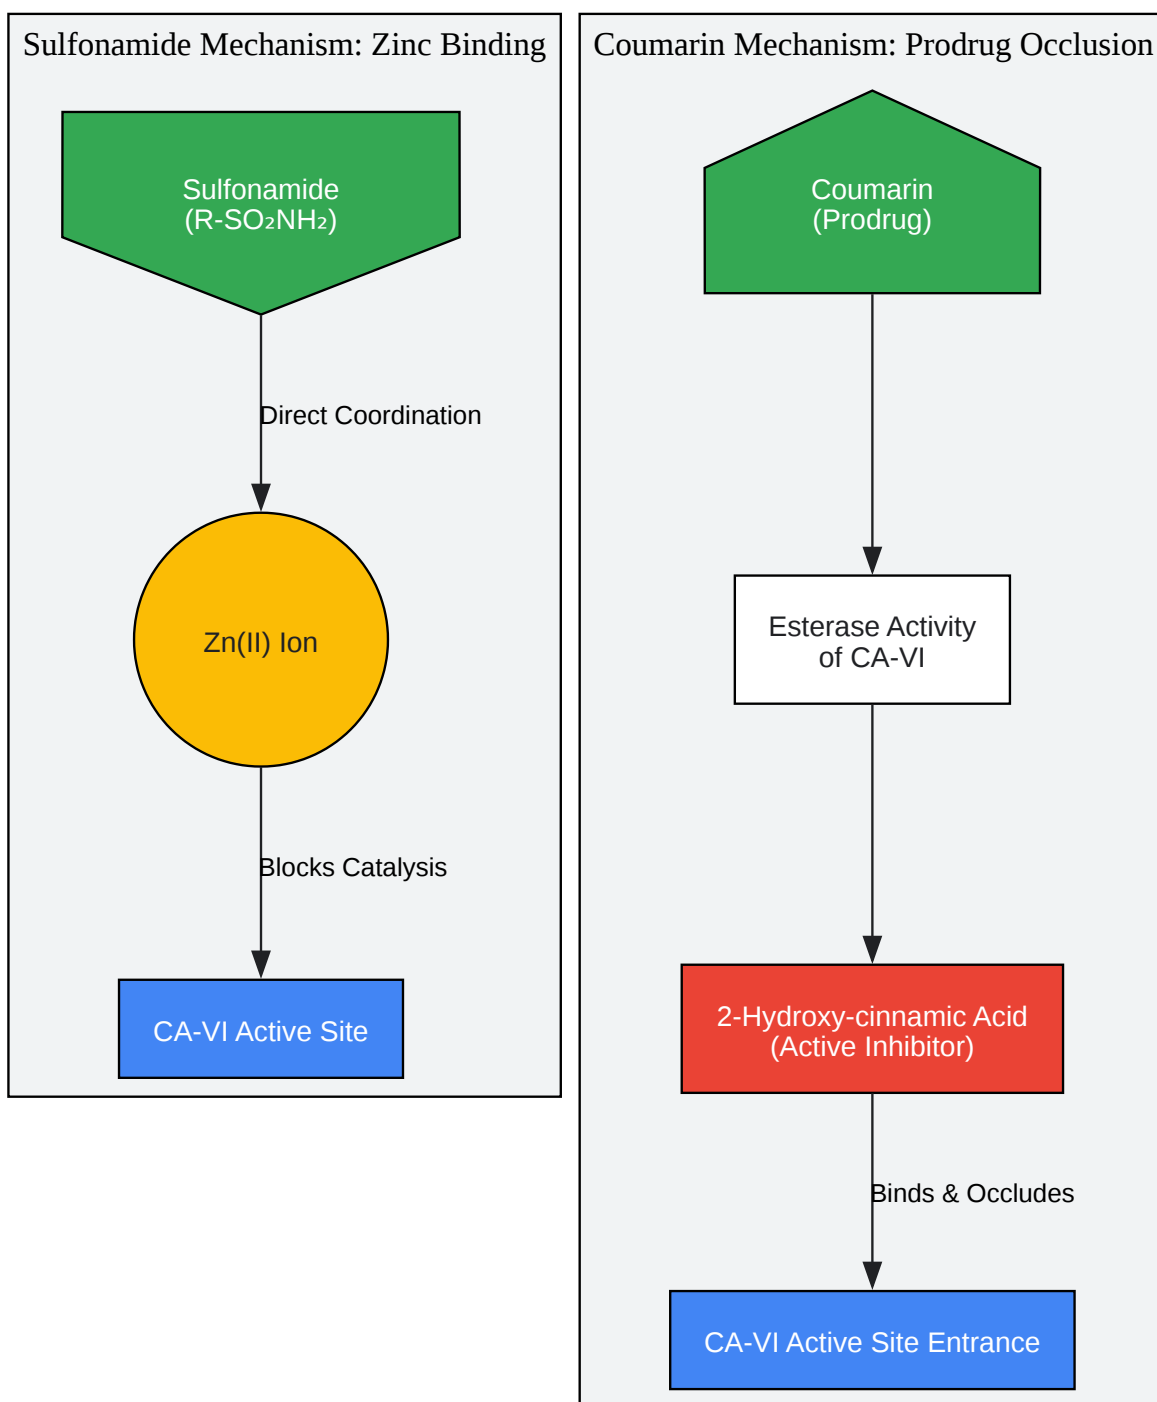 Sulfonamide Mechanism: Zinc Binding
Sulfonamide
(R-SO₂NH₂)
Direct Coordination
Zn(II) Ion
Blocks Catalysis
CA-VI Active Site
Coumarin Mechanism: Prodrug Occlusion
Coumarin
(Prodrug)
Esterase Activity
of CA-VI
2-Hydroxy-cinnamic Acid
(Active Inhibitor)
Binds & Occludes
CA-VI Active Site Entrance